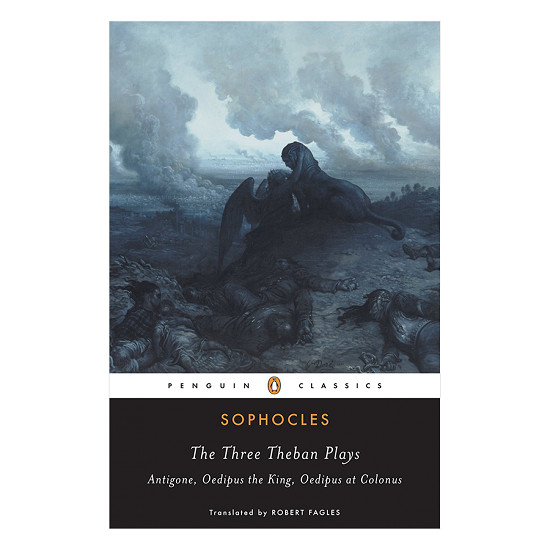 PENGUIN CLASSICS
SOPHOCLES
The Three Theban Plays
Antigone, Oedipus the King, Oedipus at Colonus
Translated by ROBERT FAGLES